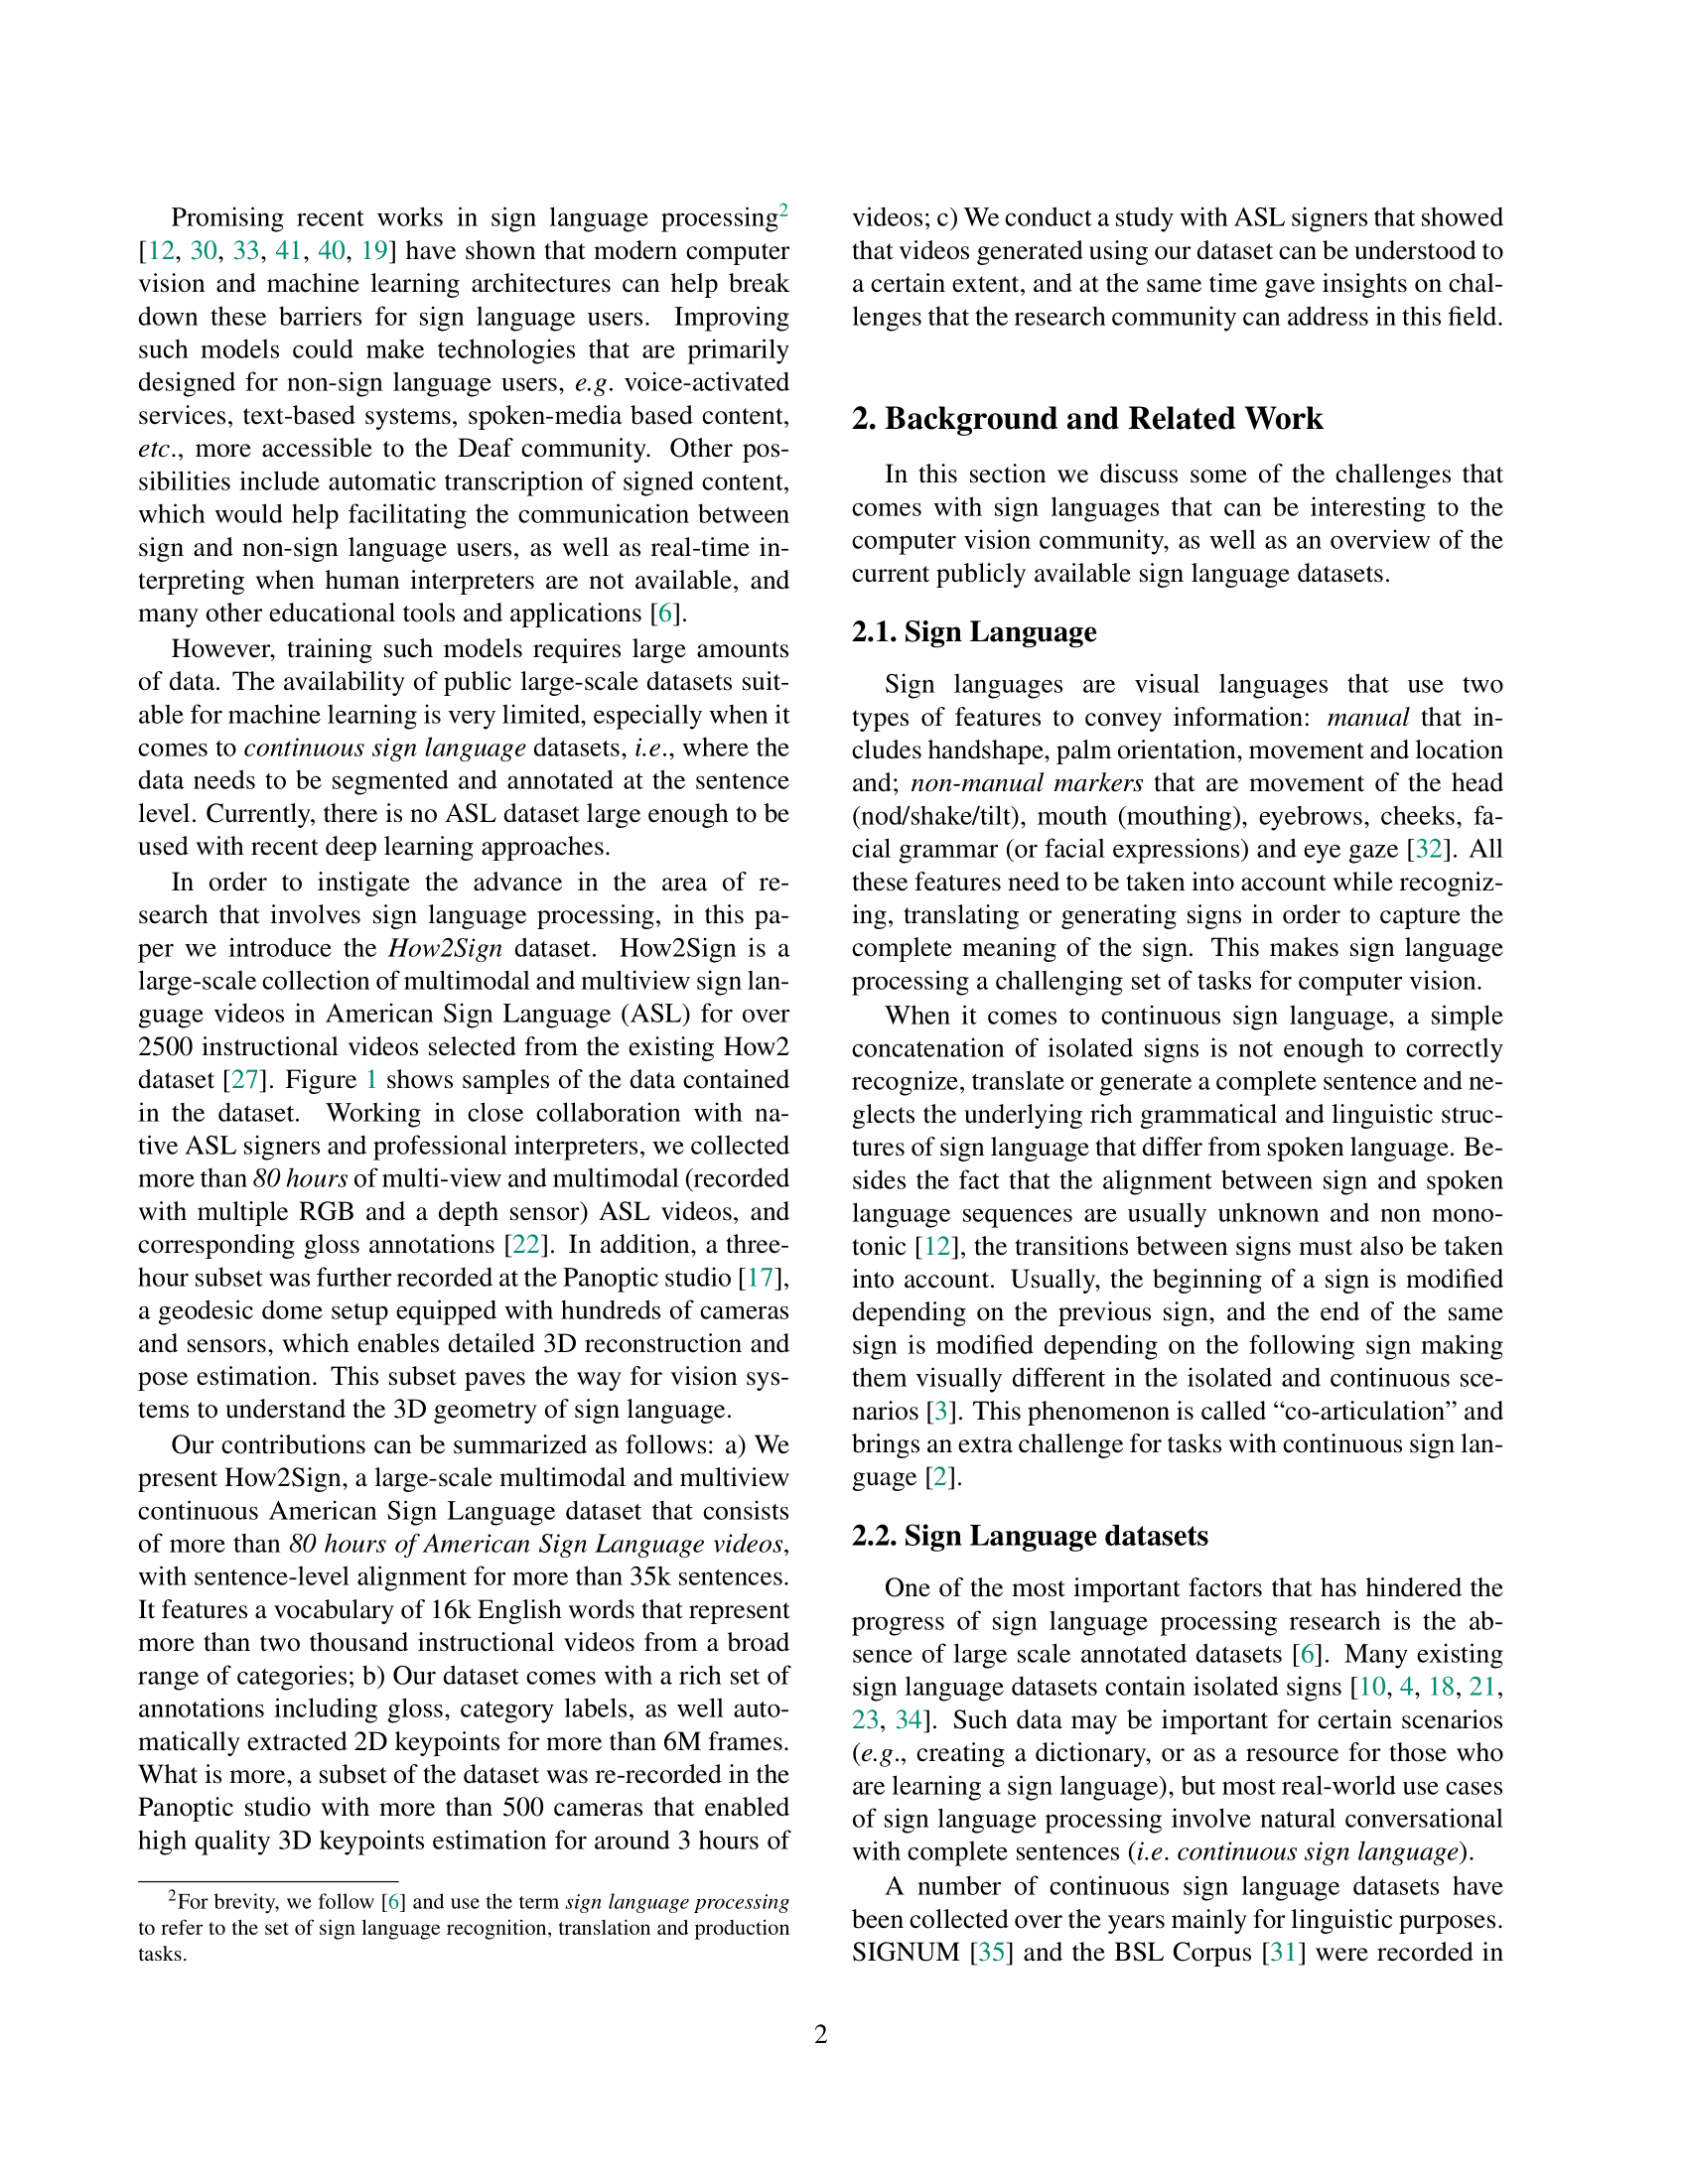 Promising recent works in sign language processing2
[12, 30, 33, 41, 40, 19] have shown that modern computer
vision and machine learning architectures can help break
down these barriers for sign language users. Improving
such models could make technologies that are primarily
designed for non-sign language users, e.g. voice-activated
services, text-based systems, spoken-media based content,
etc., more accessible to the Deaf community. Other pos-
sibilities include automatic transcription of signed content,
which would help facilitating the communication between
sign and non-sign language users, as well as real-time in-
terpreting when human interpreters are not available, and
many other educational tools and applications [6].
However, training such models requires large amounts
of data. The availability of public large-scale datasets suit-
able for machine learning is very limited, especially when it
comes to continuous sign language datasets, i.e., where the
data needs to be segmented and annotated at the sentence
level. Currently, there is no ASL dataset large enough to be
used with recent deep learning approaches.
In order to instigate the advance in the area of re-
search that involves sign language processing, in this pa-
per we introduce the How2Sign dataset. How2Sign is a
large-scale collection of multimodal and multiview sign lan-
guage videos in American Sign Language (ASL) for over
2500 instructional videos selected from the existing How2
dataset [27]. Figure 1 shows samples of the data contained
in the dataset. Working in close collaboration with na-
tive ASL signers and professional interpreters, we collected
more than 80 hours of multi-view and multimodal (recorded
with multiple RGB and a depth sensor) ASL videos, and
corresponding gloss annotations [22]. In addition, a three-
hour subset was further recorded at the Panoptic studio [17],
a geodesic dome setup equipped with hundreds of cameras
and sensors, which enables detailed 3D reconstruction and
pose estimation. This subset paves the way for vision sys-
tems to understand the 3D geometry of sign language.
Our contributions can be summarized as follows: a) We
present How2Sign, a large-scale multimodal and multiview
continuous American Sign Language dataset that consists
of more than 80 hours of American Sign Language videos,
with sentence-level alignment for more than 35k sentences.
It features a vocabulary of 16k English words that represent
more than two thousand instructional videos from a broad
range of categories; b) Our dataset comes with a rich set of
annotations including gloss, category labels, as well auto-
matically extracted 2D keypoints for more than 6M frames.
What is more, a subset of the dataset was re-recorded in the
Panoptic studio with more than 500 cameras that enabled
high quality 3D keypoints estimation for around 3 hours of
2For brevity, we follow [6] and use the term sign language processing
to refer to the set of sign language recognition, translation and production
tasks.
videos; c) We conduct a study with ASL signers that showed
that videos generated using our dataset can be understood to
a certain extent, and at the same time gave insights on chal-
lenges that the research community can address in this field.
2. Background and Related Work
In this section we discuss some of the challenges that
comes with sign languages that can be interesting to the
computer vision community, as well as an overview of the
current publicly available sign language datasets.
2.1. Sign Language
Sign languages are visual languages that use two
types of features to convey information: manual that in-
cludes handshape, palm orientation, movement and location
and; non-manual markers that are movement of the head
(nod/shake/tilt), mouth (mouthing), eyebrows, cheeks, fa-
cial grammar (or facial expressions) and eye gaze [32]. All
these features need to be taken into account while recogniz-
ing, translating or generating signs in order to capture the
complete meaning of the sign. This makes sign language
processing a challenging set of tasks for computer vision.
When it comes to continuous sign language, a simple
concatenation of isolated signs is not enough to correctly
recognize, translate or generate a complete sentence and ne-
glects the underlying rich grammatical and linguistic struc-
tures of sign language that differ from spoken language. Be-
sides the fact that the alignment between sign and spoken
language sequences are usually unknown and non mono-
tonic [12], the transitions between signs must also be taken
into account. Usually, the beginning of a sign is modified
depending on the previous sign, and the end of the same
sign is modified depending on the following sign making
them visually different in the isolated and continuous sce-
narios [3]. This phenomenon is called “co-articulation” and
brings an extra challenge for tasks with continuous sign lan-
guage [2].
2.2. Sign Language datasets
One of the most important factors that has hindered the
progress of sign language processing research is the ab-
sence of large scale annotated datasets [6]. Many existing
sign language datasets contain isolated signs [10, 4, 18, 21,
23, 34]. Such data may be important for certain scenarios
(e.g., creating a dictionary, or as a resource for those who
are learning a sign language), but most real-world use cases
of sign language processing involve natural conversational
with complete sentences (i.e. continuous sign language).
A number of continuous sign language datasets have
been collected over the years mainly for linguistic purposes.
SIGNUM [35] and the BSL Corpus [31] were recorded in
2